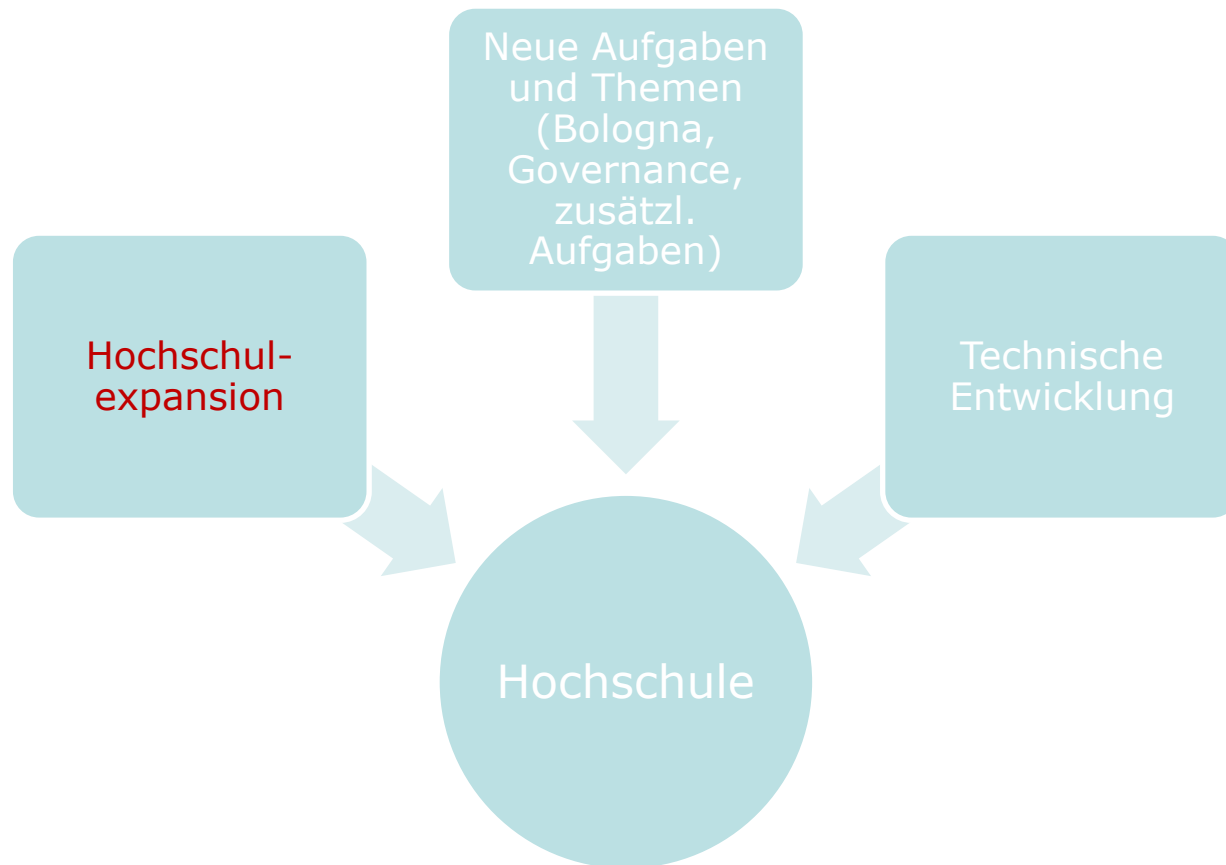 Neue Aufgaben
und Themen
(Bologna,
Governance,
zusätzl.
Aufgaben)
Hochschul-
expansion
Technische
Entwicklung
Hochschule